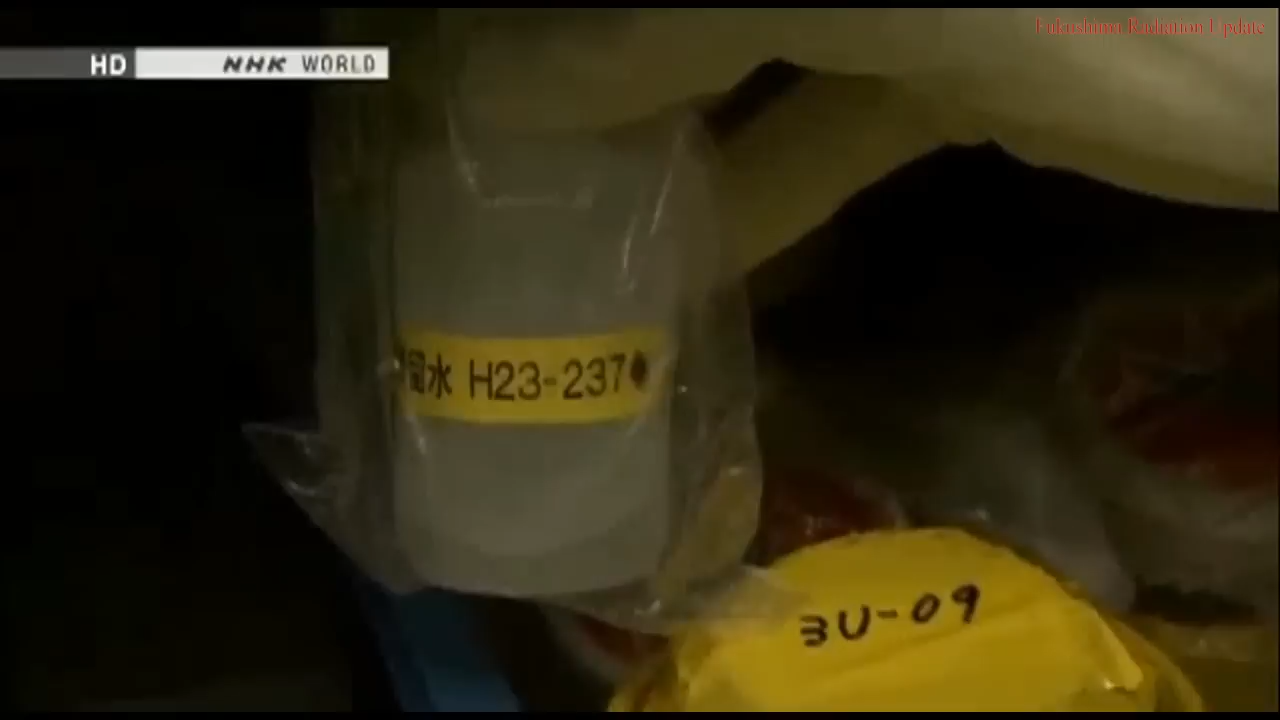 Fukushima Radiation Update
HD NHK WORLD
留水 H23-237
3U-09